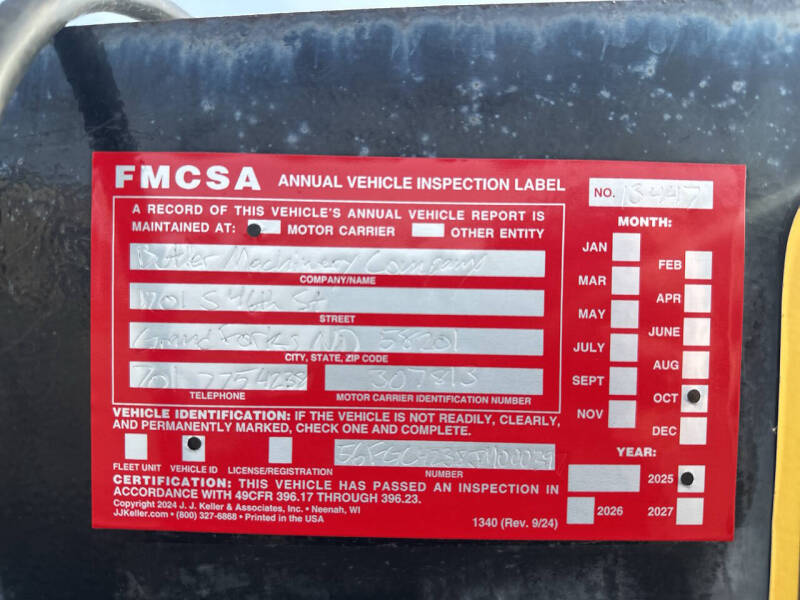 FMCSA ANNUAL VEHICLE INSPECTION LABEL
NO.
A RECORD OF THIS VEHICLE'S ANNUAL VEHICLE REPORT IS
MAINTAINED AT: MOTOR CARRIER OTHER ENTITY
Butler Machinery Company
COMPANY/NAME
1701 S 46th St
STREET
Grand Forks ND 58201
CITY, STATE, ZIP CODE
701 775 4238 307813
TELEPHONE MOTOR CARRIER IDENTIFICATION NUMBER
VEHICLE IDENTIFICATION: IF THE VEHICLE IS NOT READILY, CLEARLY,
AND PERMANENTLY MARKED, CHECK ONE AND COMPLETE.
FLEET UNIT VEHICLE ID LICENSE/REGISTRATION NUMBER
CERTIFICATION: THIS VEHICLE HAS PASSED AN INSPECTION IN
ACCORDANCE WITH 49CFR 396.17 THROUGH 396.23.
Copyright 2024 J. J. Keller & Associates, Inc. • Neenah, WI
JJKeller.com • (800) 327-6868 • Printed in the USA
1340 (Rev. 9/24)
MONTH:
JAN
FEB
MAR
APR
MAY
JUNE
JULY
AUG
SEPT
OCT
NOV
DEC
YEAR:
2025
2026 2027